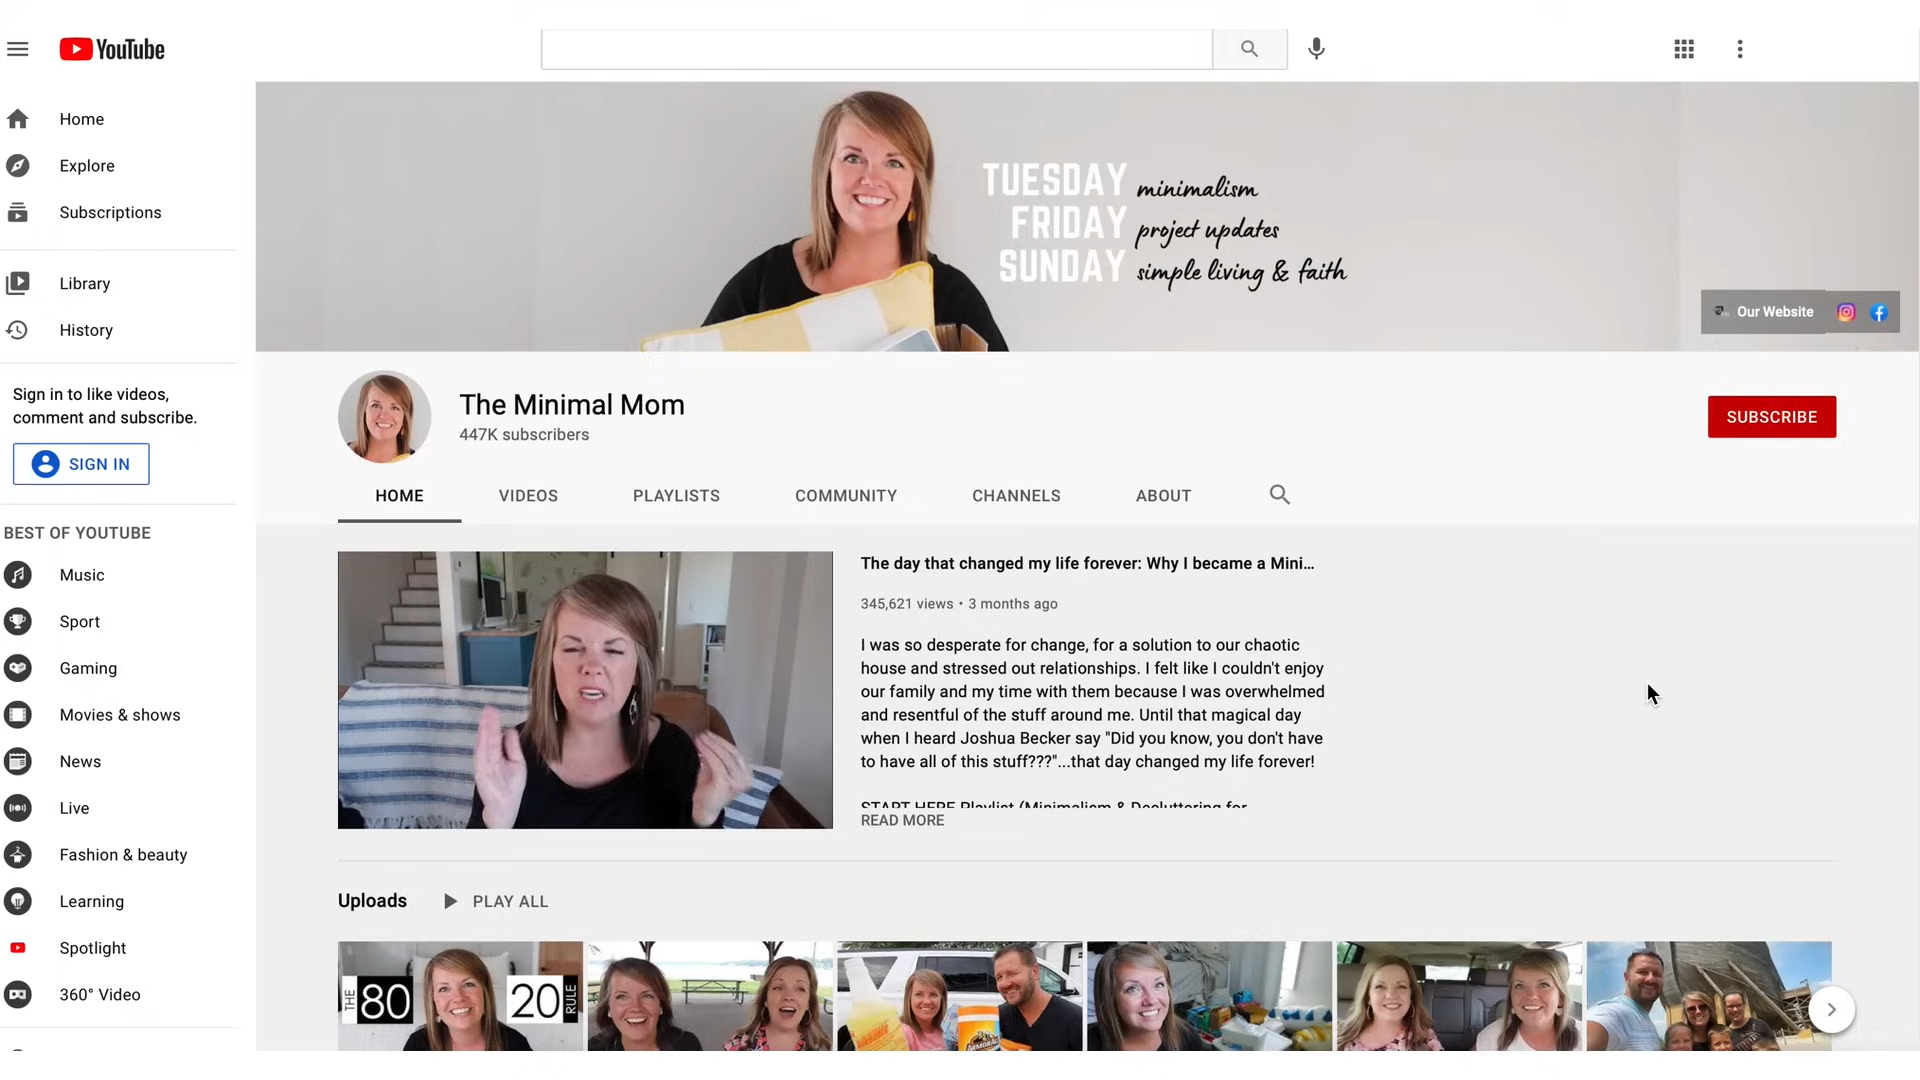 YouTube
Home
Explore
Subscriptions
Library
History
Sign in to like videos,
comment and subscribe.
SIGN IN
BEST OF YOUTUBE
Music
Sport
Gaming
Movies & shows
News
Live
Fashion & beauty
Learning
Spotlight
360° Video
TUESDAY minimalism
FRIDAY project updates
SUNDAY simple living & faith
Our Website
The Minimal Mom
447K subscribers
SUBSCRIBE
HOME VIDEOS PLAYLISTS COMMUNITY CHANNELS ABOUT
The day that changed my life forever: Why I became a Mini...
345,621 views • 3 months ago
I was so desperate for change, for a solution to our chaotic
house and stressed out relationships. I felt like I couldn't enjoy
our family and my time with them because I was overwhelmed
and resentful of the stuff around me. Until that magical day
when I heard Joshua Becker say "Did you know, you don't have
to have all of this stuff???"...that day changed my life forever!
START HERE Playlist (Minimalism & Decluttering for
READ MORE
Uploads PLAY ALL
THE 80 20 RULE